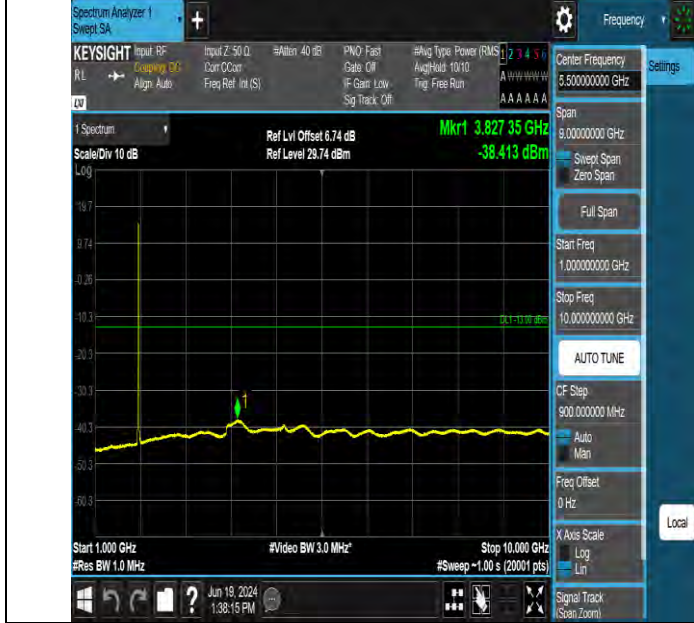 Spectrum Analyzer 1
Swept SA
+
Frequency
KEYSIGHT
RL
LXI
Input: RF
Coupling: DC
Align: Auto
Input Z: 50 Ω
Corr CCorr
Freq Ref: Int (S)
#Atten: 40 dB
PNO: Fast
Gate: Off
IF Gain: Low
Sig Track: Off
#Avg Type: Power (RMS
Avg|Hold: 10/10
Trig: Free Run
1 2 3 4 5 6
A W W W W W
A A A A A A
1 Spectrum
Scale/Div 10 dB
Log
Ref Lvl Offset 6.74 dB
Ref Level 29.74 dBm
Mkr1 3.827 35 GHz
-38.413 dBm
19.7
9.74
-0.26
-10.3
-20.3
-30.3
-40.3
-50.3
-60.3
DL1 -13.00 dBm
1
Start 1.000 GHz
#Res BW 1.0 MHz
#Video BW 3.0 MHz*
Stop 10.000 GHz
#Sweep ~1.00 s (20001 pts)
?
Jun 19, 2024
1:38:15 PM
Center Frequency
5.500000000 GHz
Settings
Span
9.00000000 GHz
Swept Span
Zero Span
Full Span
Start Freq
1.000000000 GHz
Stop Freq
10.000000000 GHz
AUTO TUNE
CF Step
900.000000 MHz
Auto
Man
Freq Offset
0 Hz
X Axis Scale
Log
Lin
Local
Signal Track
(Span Zoom)